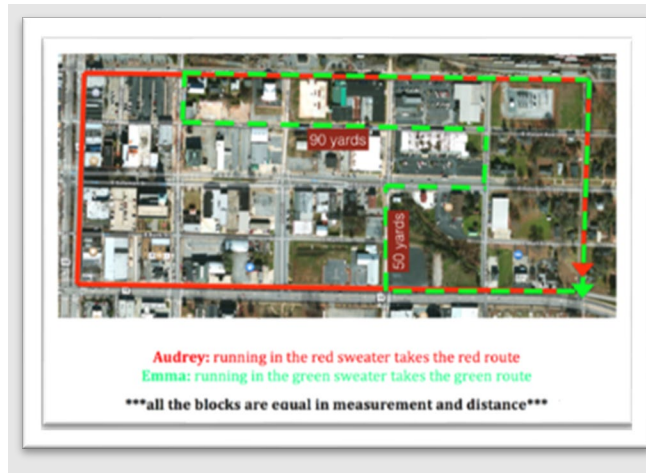 90 yards
50 yards
Audrey: running in the red sweater takes the red route
Emma: running in the green sweater takes the green route
***all the blocks are equal in measurement and distance***